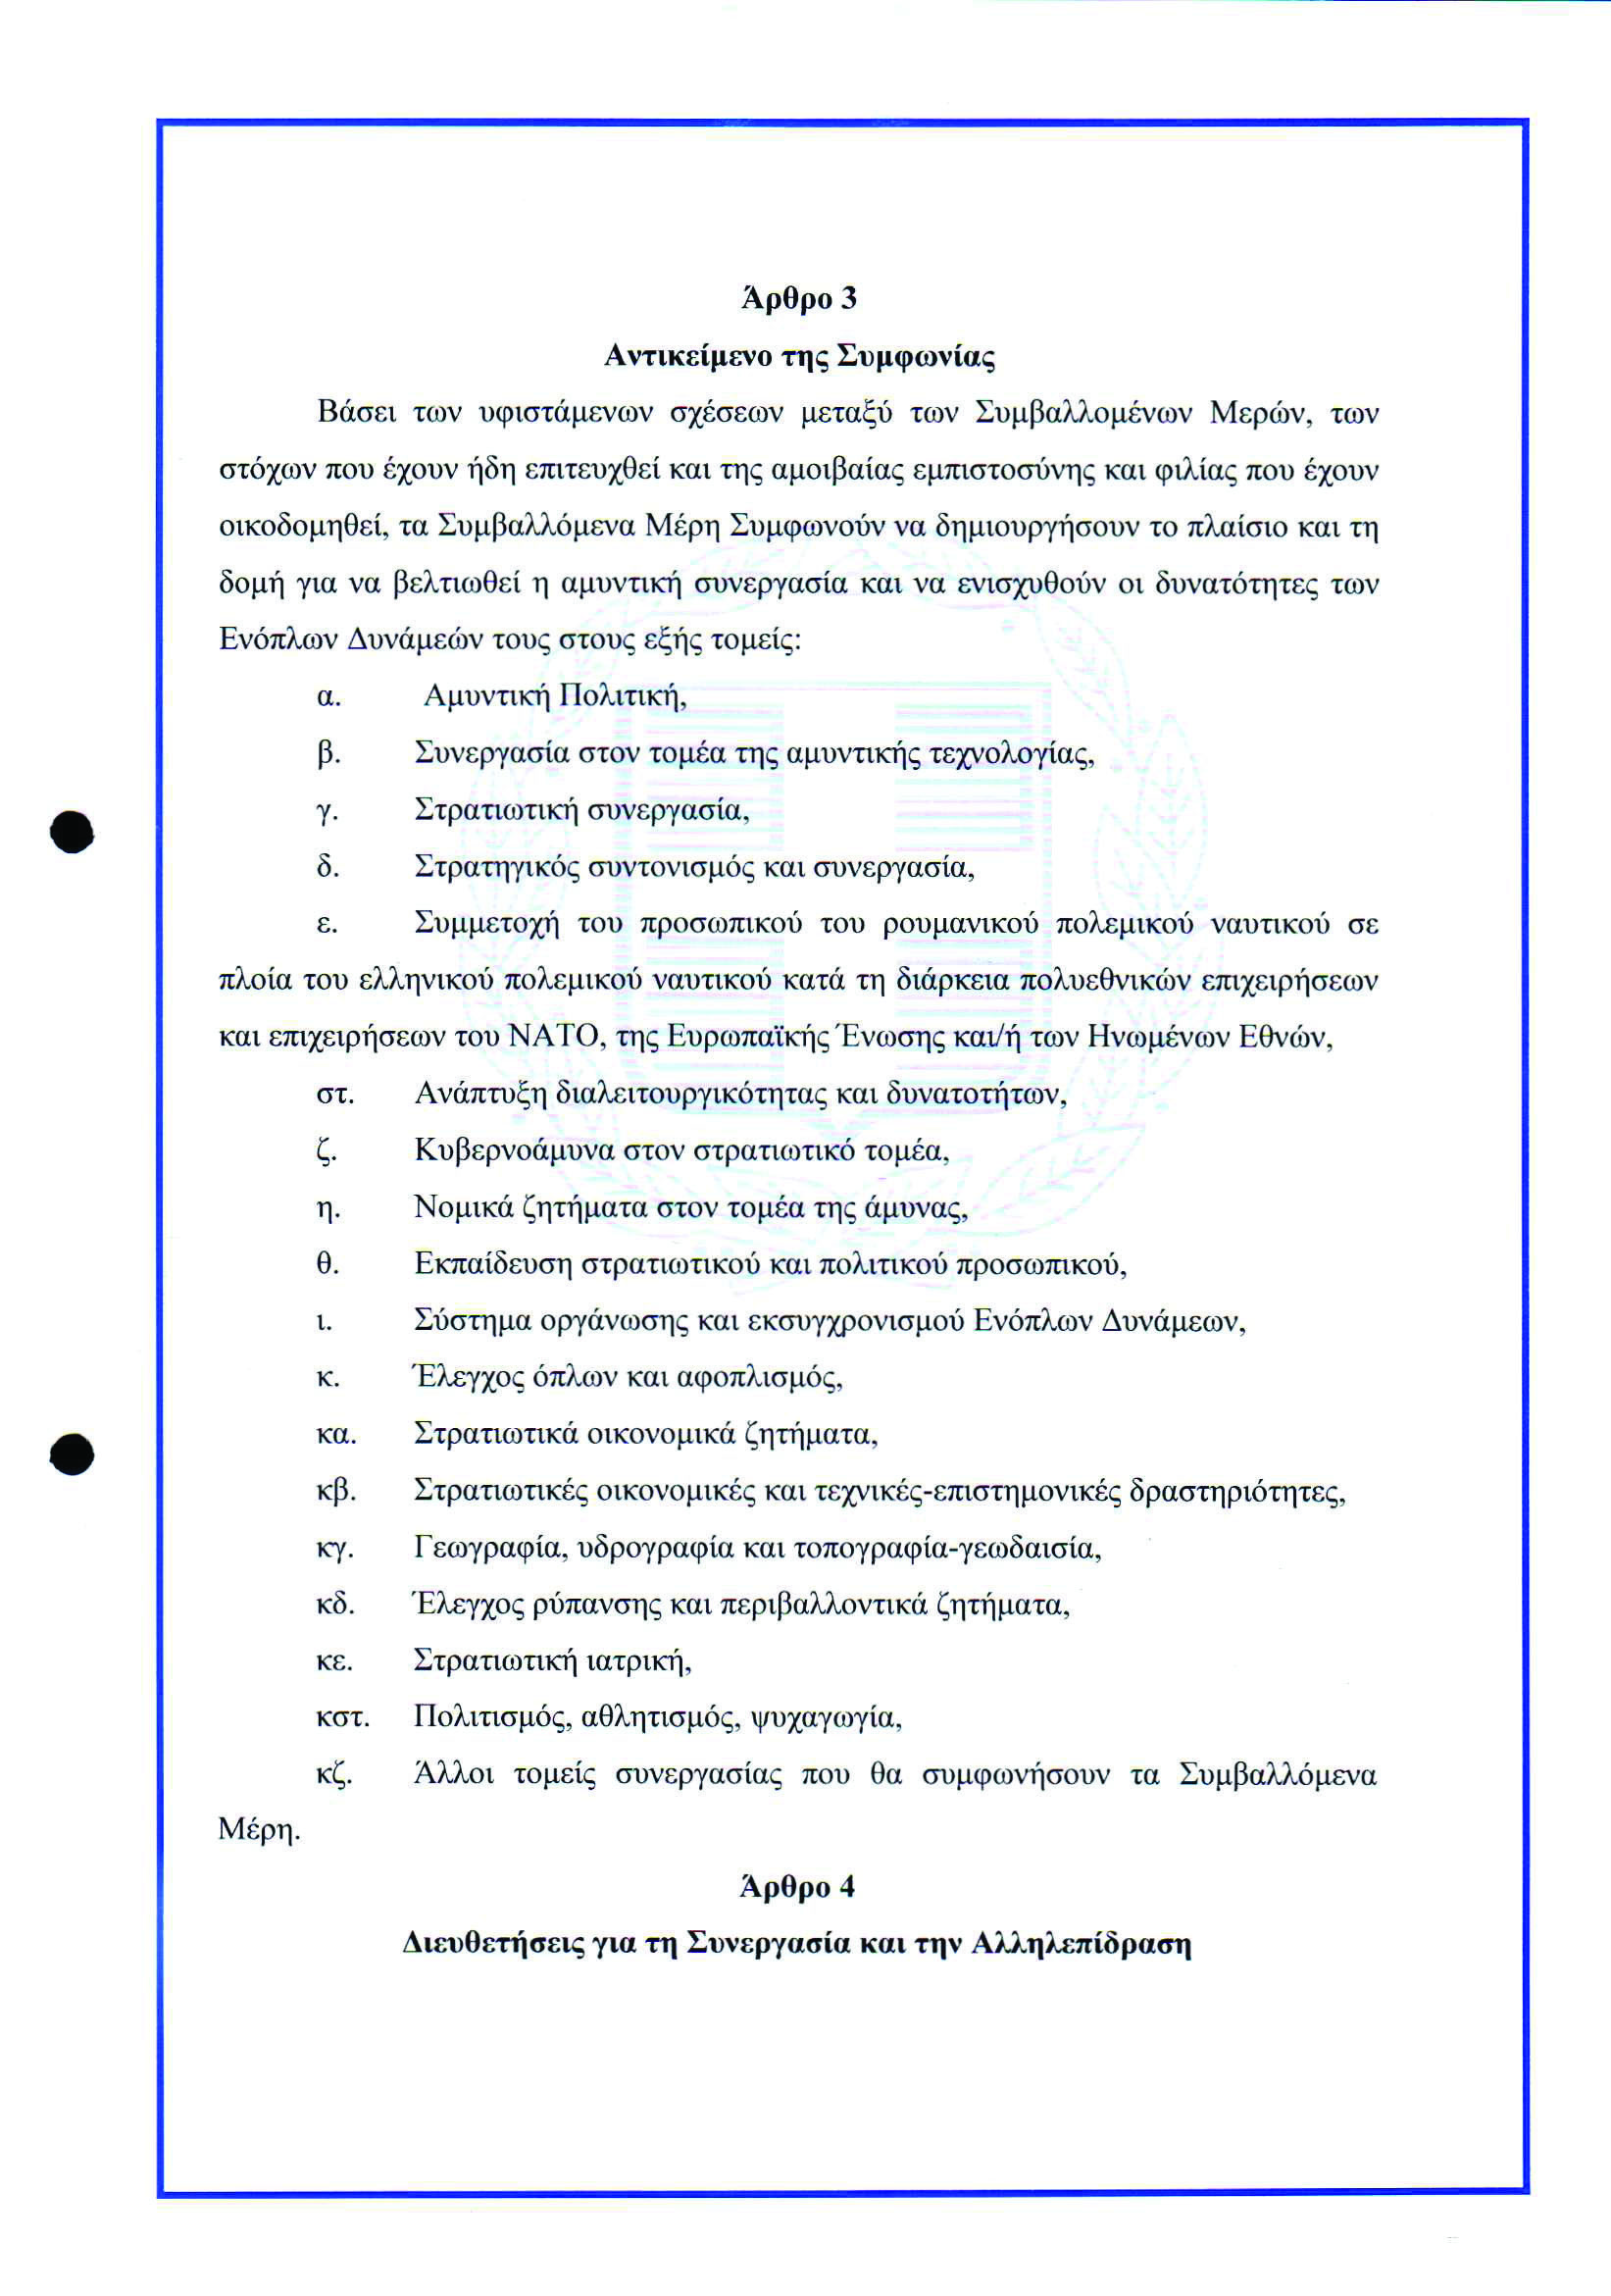 Άρθρο 3
Αντικείμενο της Συμφωνίας
Βάσει των υφιστάμενων σχέσεων μεταξύ των Συμβαλλομένων Μερών, των
στόχων που έχουν ήδη επιτευχθεί και της αμοιβαίας εμπιστοσύνης και φιλίας που έχουν
οικοδομηθεί, τα Συμβαλλόμενα Μέρη Συμφωνούν να δημιουργήσουν το πλαίσιο και τη
δομή για να βελτιωθεί η αμυντική συνεργασία και να ενισχυθούν οι δυνατότητες των
Ενόπλων Δυνάμεών τους στους εξής τομείς:
α. Αμυντική Πολιτική,
β. Συνεργασία στον τομέα της αμυντικής τεχνολογίας,
γ. Στρατιωτική συνεργασία,
δ. Στρατηγικός συντονισμός και συνεργασία,
ε. Συμμετοχή του προσωπικού του ρουμανικού πολεμικού ναυτικού σε
πλοία του ελληνικού πολεμικού ναυτικού κατά τη διάρκεια πολυεθνικών επιχειρήσεων
και επιχειρήσεων του ΝΑΤΟ, της Ευρωπαϊκής Ένωσης και/ή των Ηνωμένων Εθνών,
στ. Ανάπτυξη διαλειτουργικότητας και δυνατοτήτων,
ζ. Κυβερνοάμυνα στον στρατιωτικό τομέα,
η. Νομικά ζητήματα στον τομέα της άμυνας,
θ. Εκπαίδευση στρατιωτικού και πολιτικού προσωπικού,
ι. Σύστημα οργάνωσης και εκσυγχρονισμού Ενόπλων Δυνάμεων,
κ. Έλεγχος όπλων και αφοπλισμός,
κα. Στρατιωτικά οικονομικά ζητήματα,
κβ. Στρατιωτικές οικονομικές και τεχνικές-επιστημονικές δραστηριότητες,
κγ. Γεωγραφία, υδρογραφία και τοπογραφία-γεωδαισία,
κδ. Έλεγχος ρύπανσης και περιβαλλοντικά ζητήματα,
κε. Στρατιωτική ιατρική,
κστ. Πολιτισμός, αθλητισμός, ψυχαγωγία,
κζ. Άλλοι τομείς συνεργασίας που θα συμφωνήσουν τα Συμβαλλόμενα
Μέρη.
Άρθρο 4
Διευθετήσεις για τη Συνεργασία και την Αλληλεπίδραση